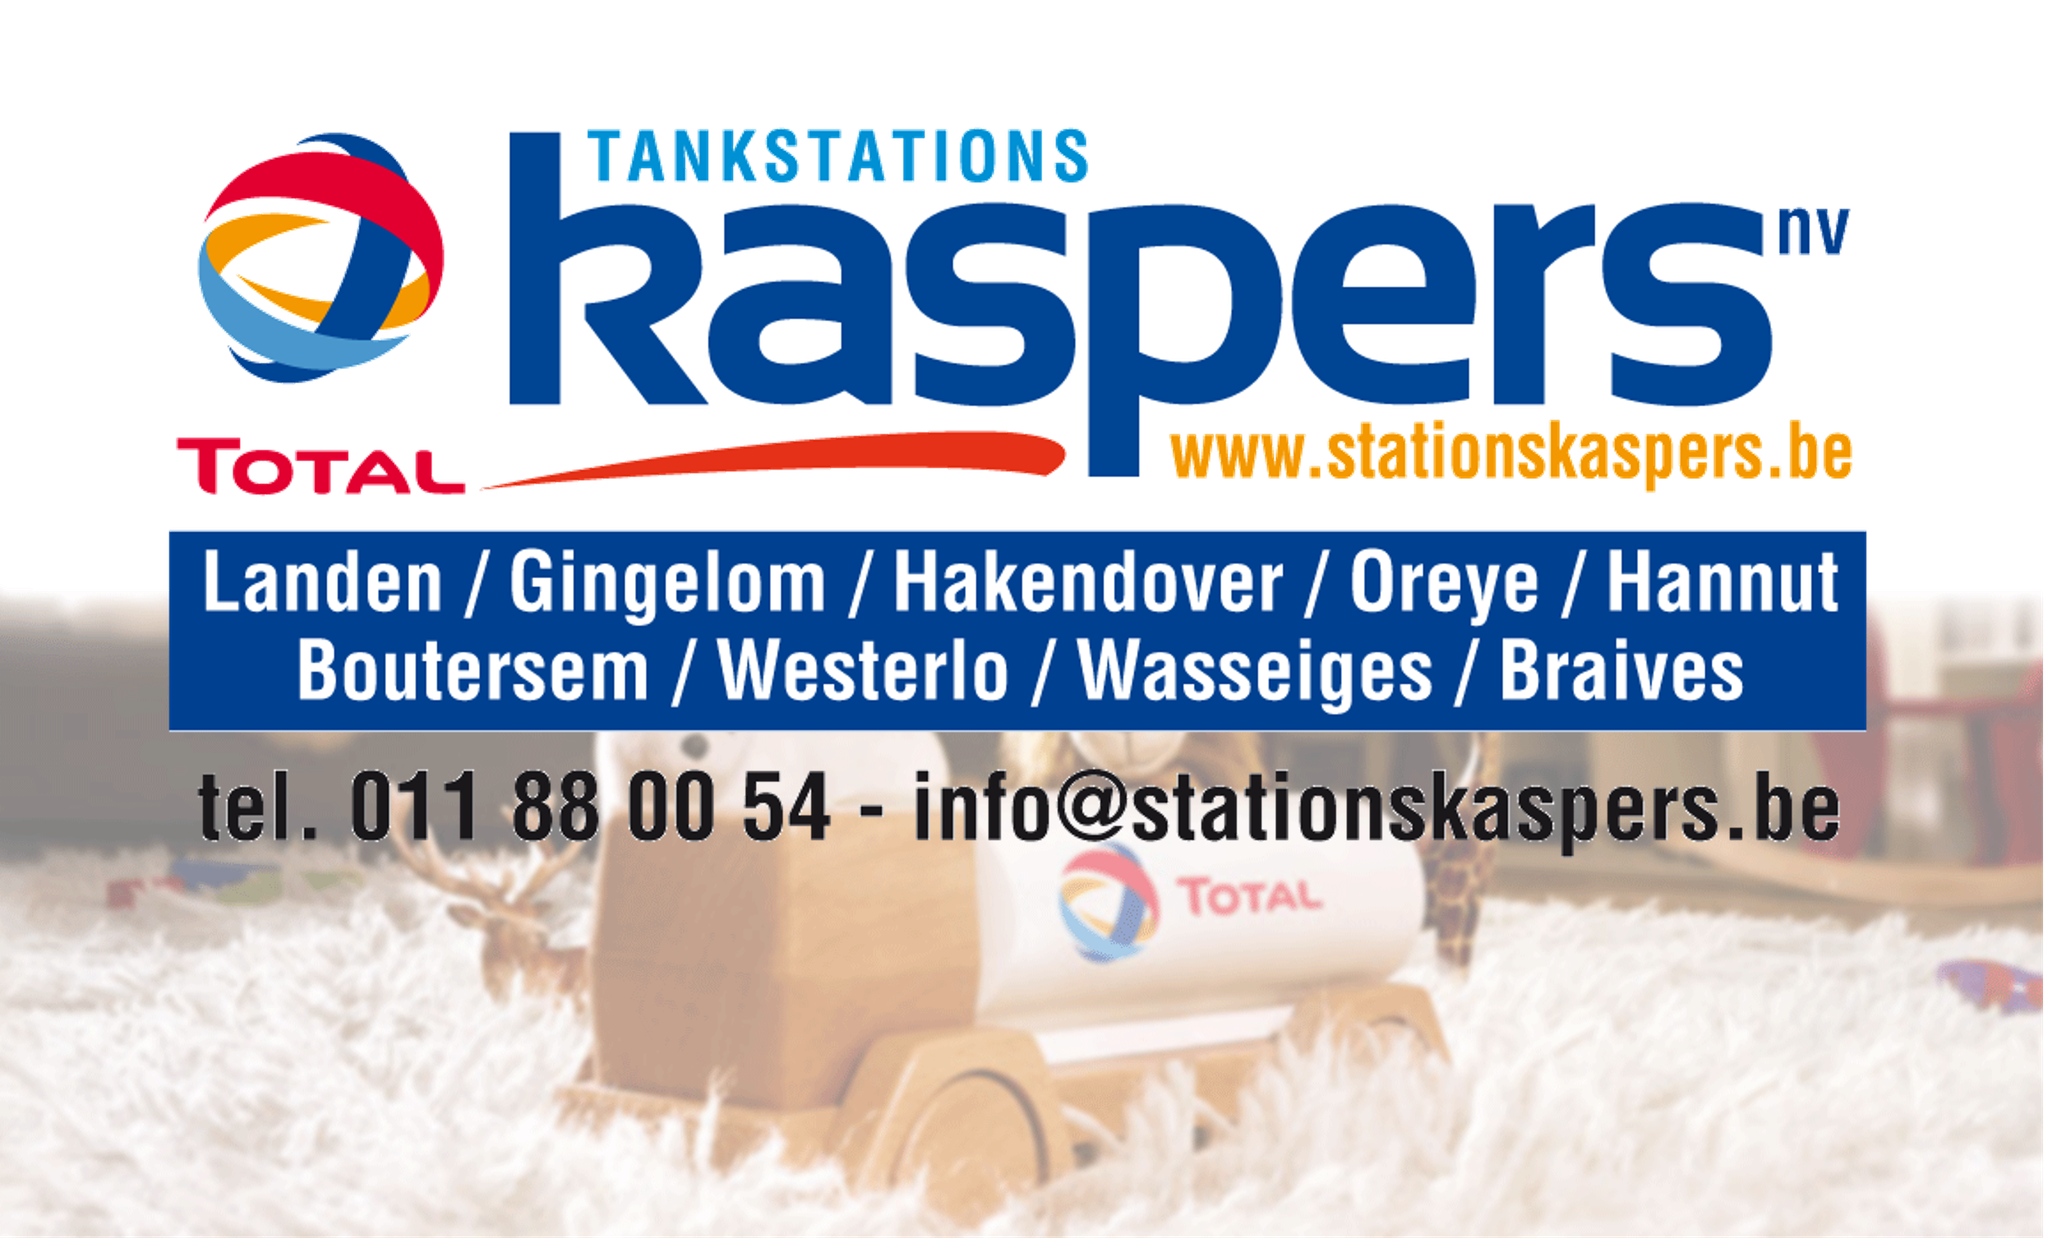 TANKSTATIONS
kaspers nv
TOTAL
www.stationskaspers.be
Landen / Gingelom / Hakendover / Oreye / Hannut
Boutersem / Westerlo / Wasseiges / Braives
tel. 011 88 00 54 - info@stationskaspers.be
TOTAL